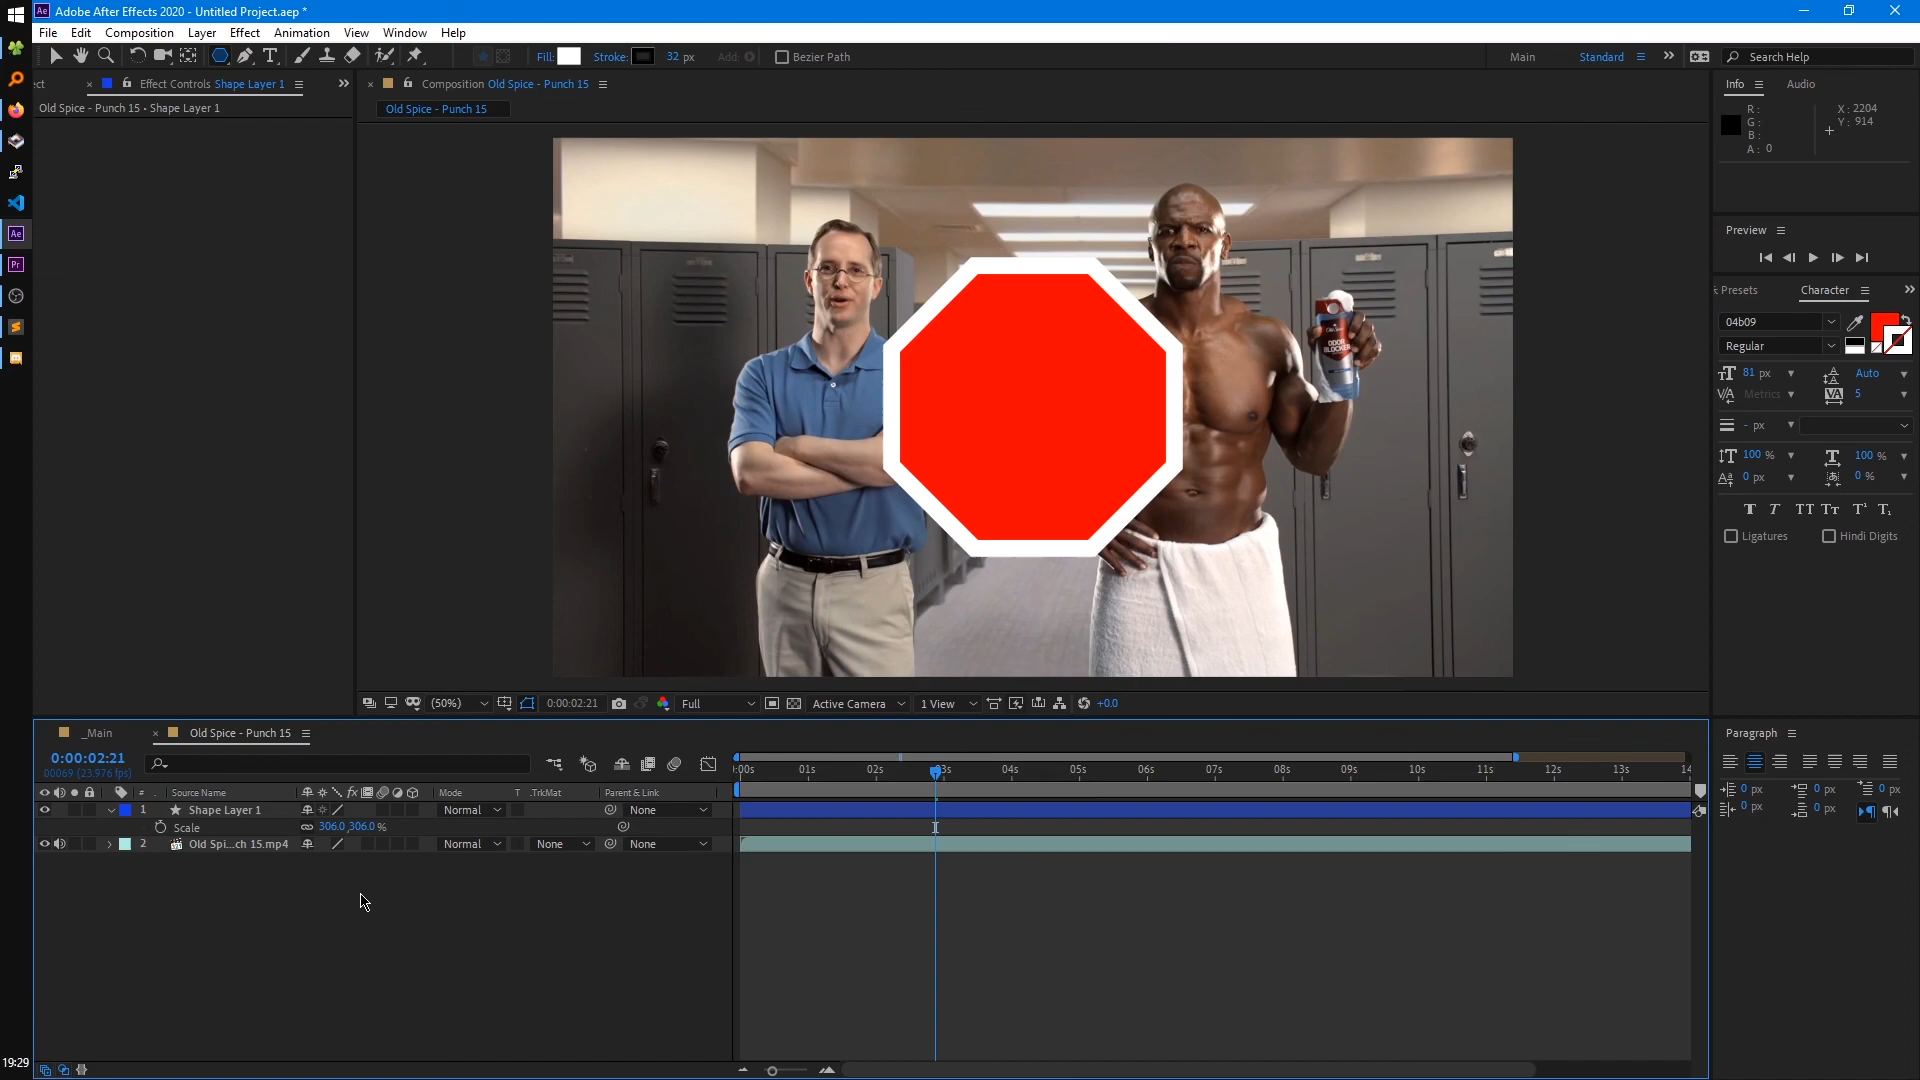 Adobe After Effects 2020 - Untitled Project.aep *
File Edit Composition Layer Effect Animation View Window Help
Fill: Stroke: 32 px Add: Bezier Path Main Standard Search Help
ect Effect Controls Shape Layer 1
Old Spice - Punch 15 • Shape Layer 1
Composition Old Spice - Punch 15
Old Spice - Punch 15
ODOR
BLOCKER
(50%) 0:00:02:21 Full Active Camera 1 View +0.0
Info Audio
R: X: 2204
G: Y: 914
B:
A: 0
Preview
Presets Character
04b09
Regular
81 px Auto
Metrics 5
- px
100 % 100 %
0 px 0 %
T T TT Tt T' T,
Ligatures Hindi Digits
Paragraph
0 px 0 px 0 px
0 px 0 px
_Main Old Spice - Punch 15
0:00:02:21
00069 (23.976 fps)
:00s 01s 02s 03s 04s 05s 06s 07s 08s 09s 10s 11s 12s 13s 14
# Source Name Mode T .TrkMat Parent & Link
1 Shape Layer 1 Normal None
Scale 306.0,306.0 %
2 Old Spi...ch 15.mp4 Normal None None
19:29